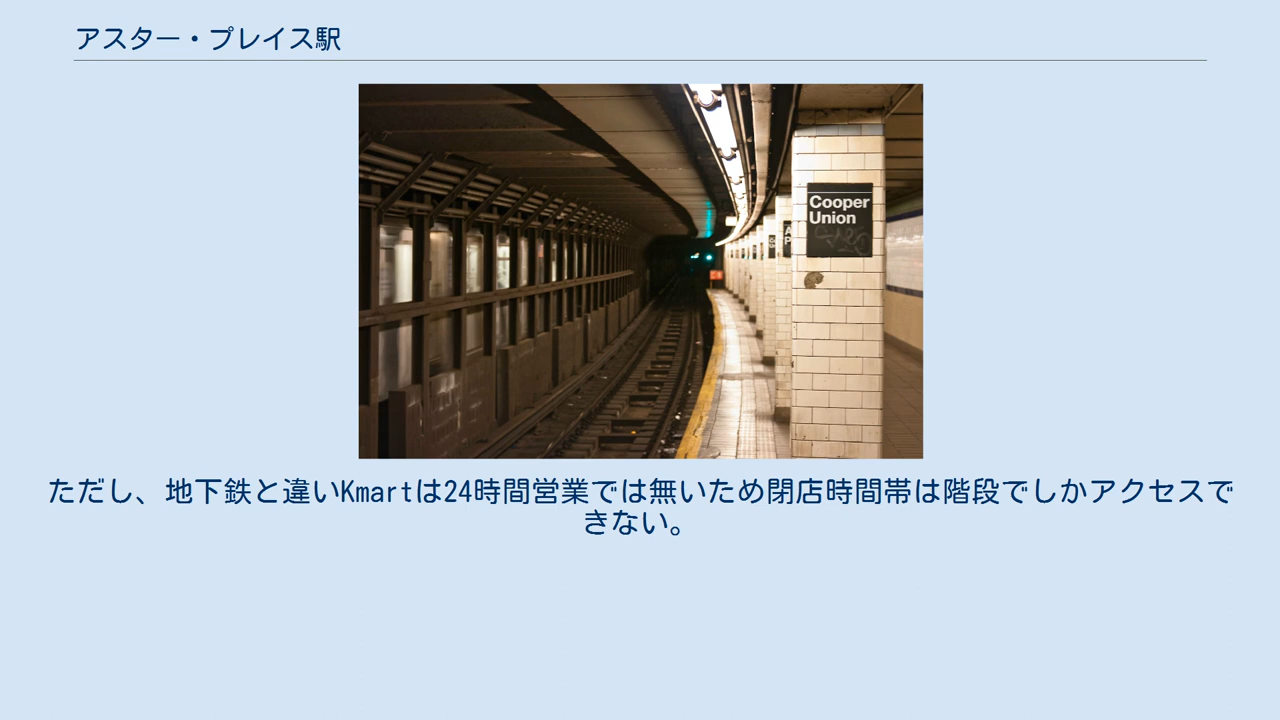 アスター・プレイス駅
Cooper
Union
ただし、地下鉄と違いKmartは24時間営業では無いため閉店時間帯は階段でしかアクセスで
きない。